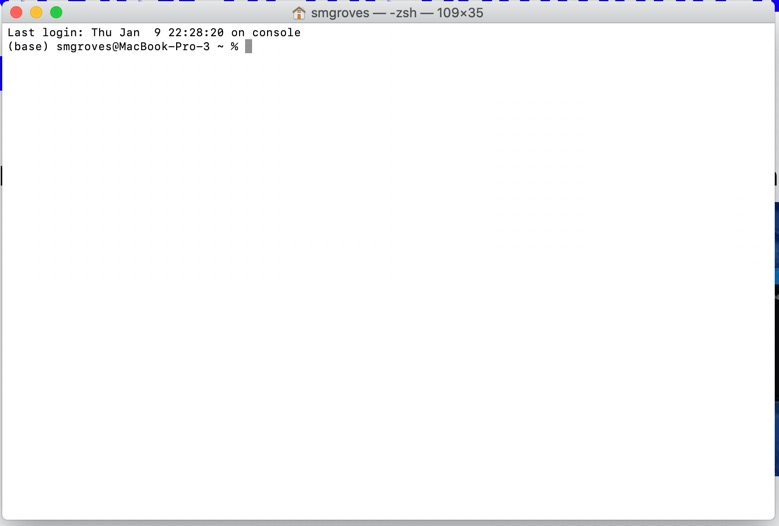 smgroves — -zsh — 109×35
Last login: Thu Jan  9 22:28:20 on console
(base) smgroves@MacBook-Pro-3 ~ %